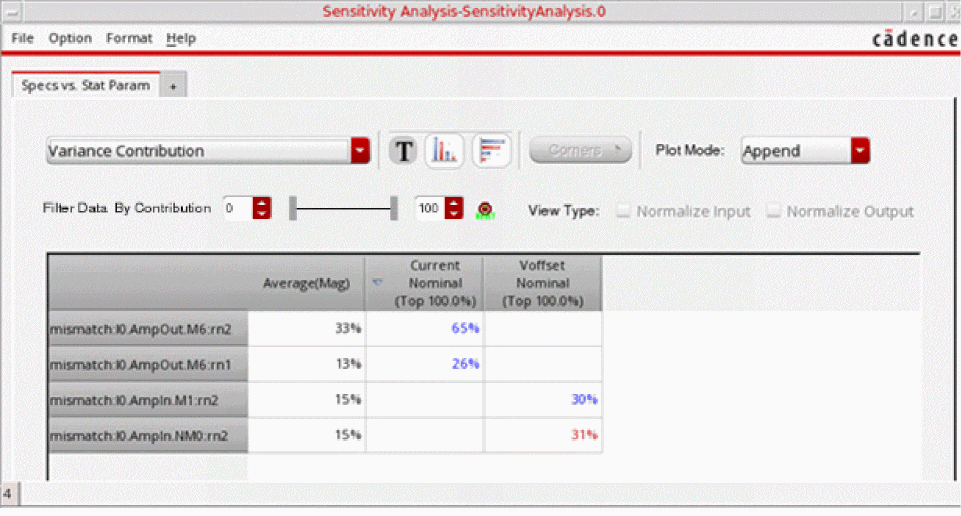 Sensitivity Analysis-SensitivityAnalysis.0
File Option Format Help
cādence
Specs vs. Stat Param +
Variance Contribution T Corners Plot Mode: Append
Filter Data By Contribution 0 100 View Type: Normalize Input Normalize Output
Average(Mag) Current Nominal (Top 100.0%) Voffset Nominal (Top 100.0%)
mismatch:I0.AmpOut.M6:rn2 33% 65%
mismatch:I0.AmpOut.M6:rn1 13% 26%
mismatch:I0.AmpIn.M1:rn2 15% 30%
mismatch:I0.AmpIn.NM0:rn2 15% 31%
4